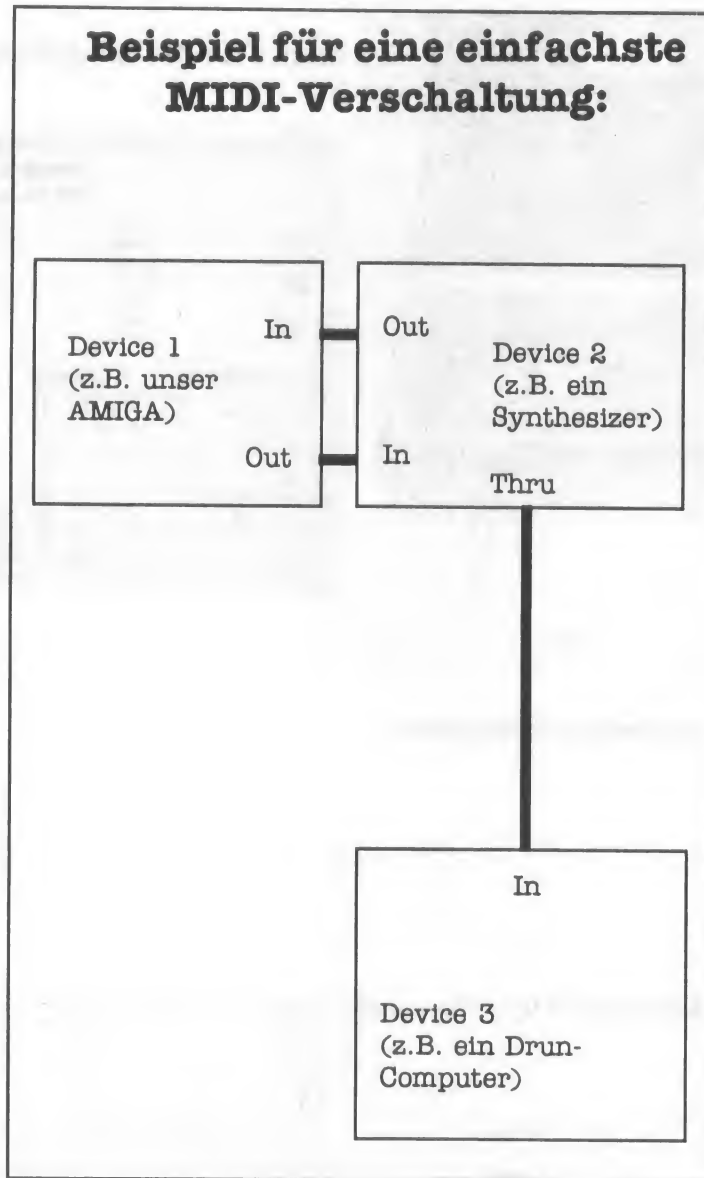 Beispiel für eine einfachste
MIDI-Verschaltung:
Device 1
(z.B. unser
AMIGA)
In
Out
Out
In
Device 2
(z.B. ein
Synthesizer)
Thru
In
Device 3
(z.B. ein Drun-
Computer)